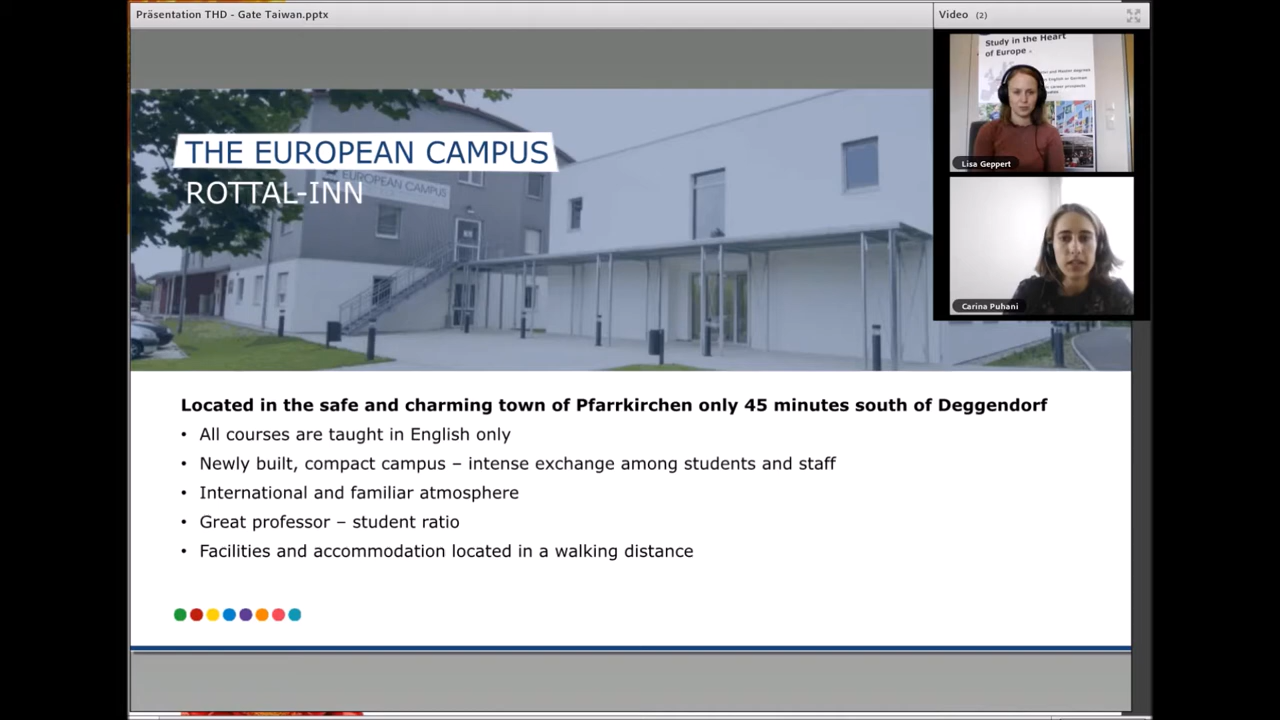 Präsentation THD - Gate Taiwan.pptx
Video (2)
Study in the Heart
of Europe .
Lisa Geppert
THE EUROPEAN CAMPUS
ROTTAL-INN
EUROPEAN CAMPUS
Carina Puhani
Located in the safe and charming town of Pfarrkirchen only 45 minutes south of Deggendorf
• All courses are taught in English only
• Newly built, compact campus – intense exchange among students and staff
• International and familiar atmosphere
• Great professor – student ratio
• Facilities and accommodation located in a walking distance